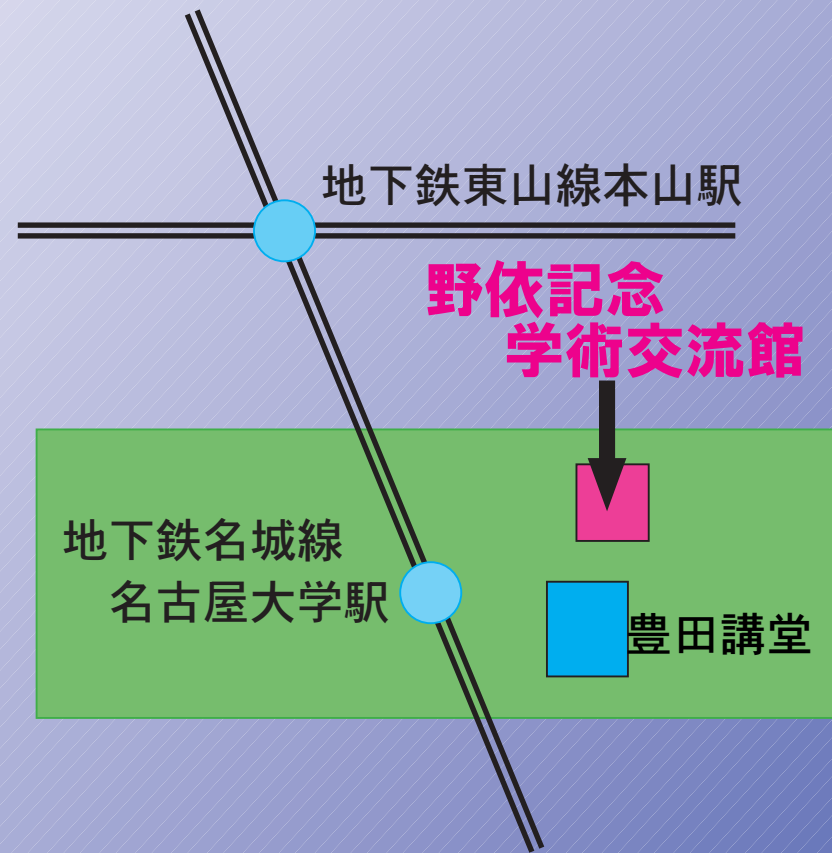 地下鉄東山線本山駅
野依記念
学術交流館
地下鉄名城線
名古屋大学駅
豊田講堂